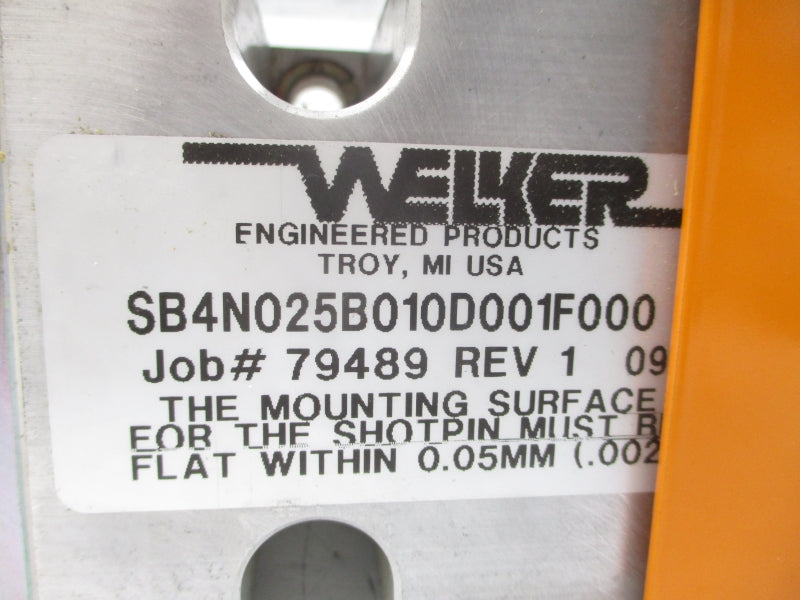 WELKER
ENGINEERED PRODUCTS
TROY, MI USA
SB4N025B010D001F000
Job# 79489 REV 1 09
THE MOUNTING SURFACE
FOR THE SHOTPIN MUST
FLAT WITHIN 0.05MM (.002